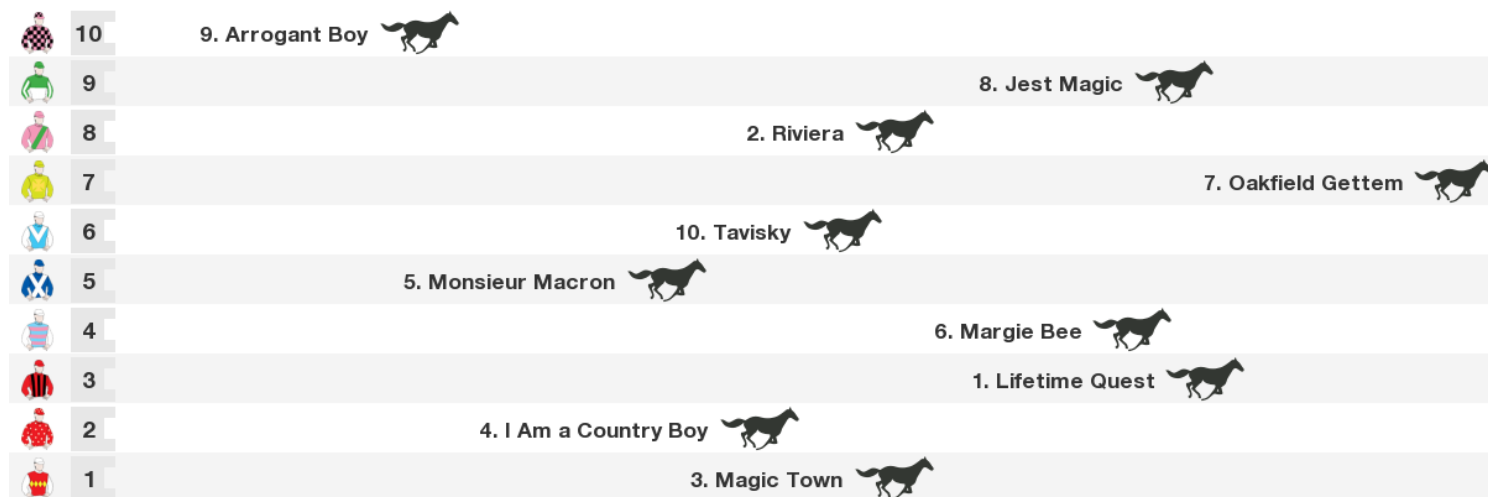 10 9. Arrogant Boy
9 8. Jest Magic
8 2. Riviera
7 7. Oakfield Gettem
6 10. Tavisky
5 5. Monsieur Macron
4 6. Margie Bee
3 1. Lifetime Quest
2 4. I Am a Country Boy
1 3. Magic Town